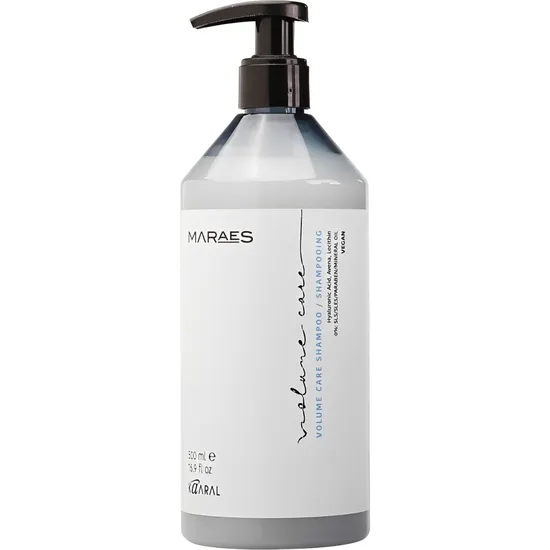 MARAES
volume care
VOLUME CARE SHAMPOO / SHAMPOOING
Hyaluronic Acid, Avena, Lecithin
0%: SLS/SLES/PARABEN/MINERAL OIL
VEGAN
500 ml e
16.9 fl oz
KAARAL